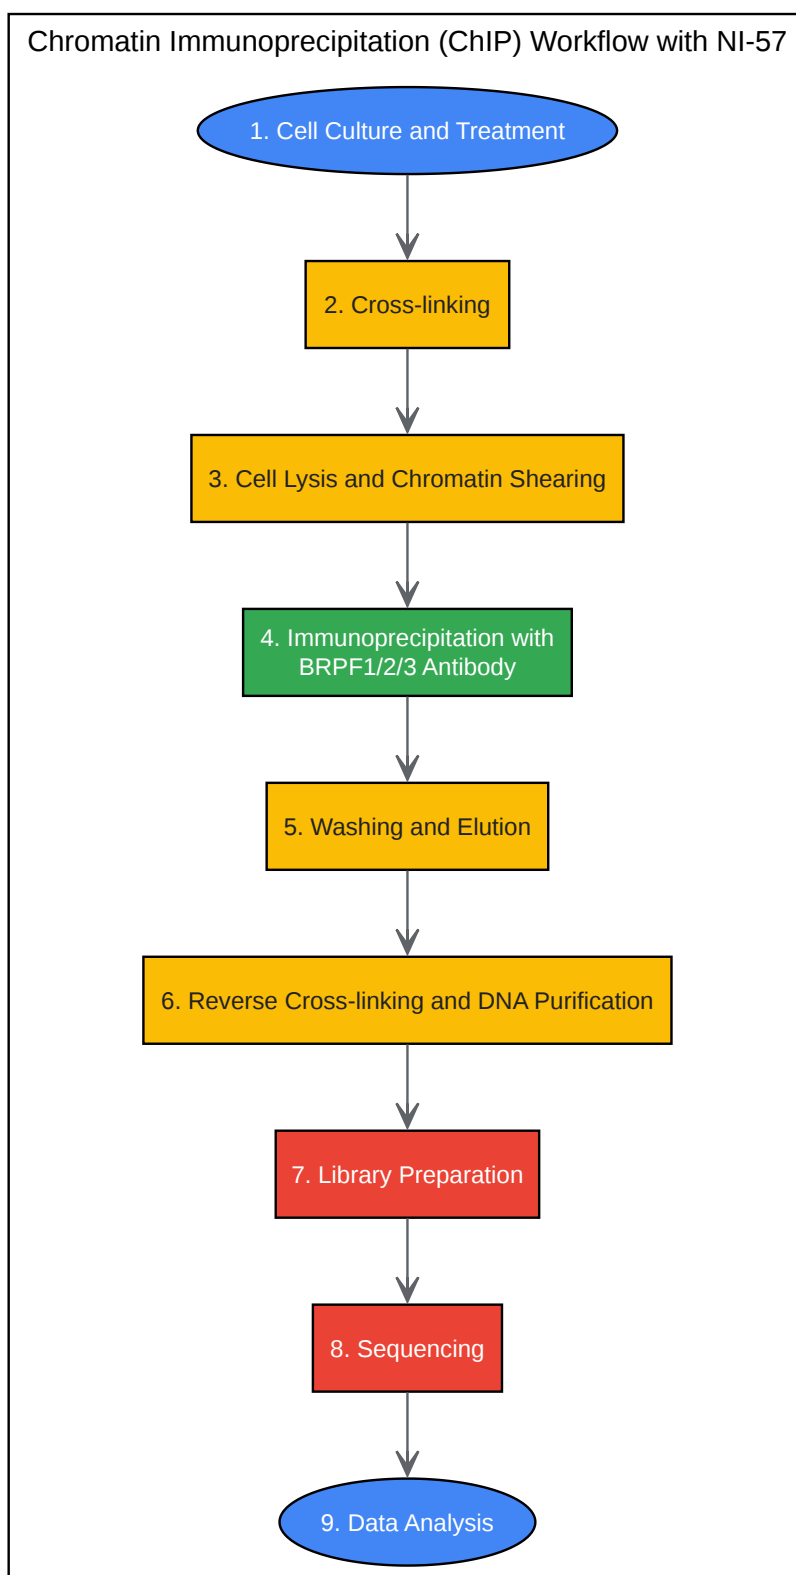 Chromatin Immunoprecipitation (ChIP) Workflow with NI-57
1. Cell Culture and Treatment
2. Cross-linking
3. Cell Lysis and Chromatin Shearing
4. Immunoprecipitation with
BRPF1/2/3 Antibody
5. Washing and Elution
6. Reverse Cross-linking and DNA Purification
7. Library Preparation
8. Sequencing
9. Data Analysis